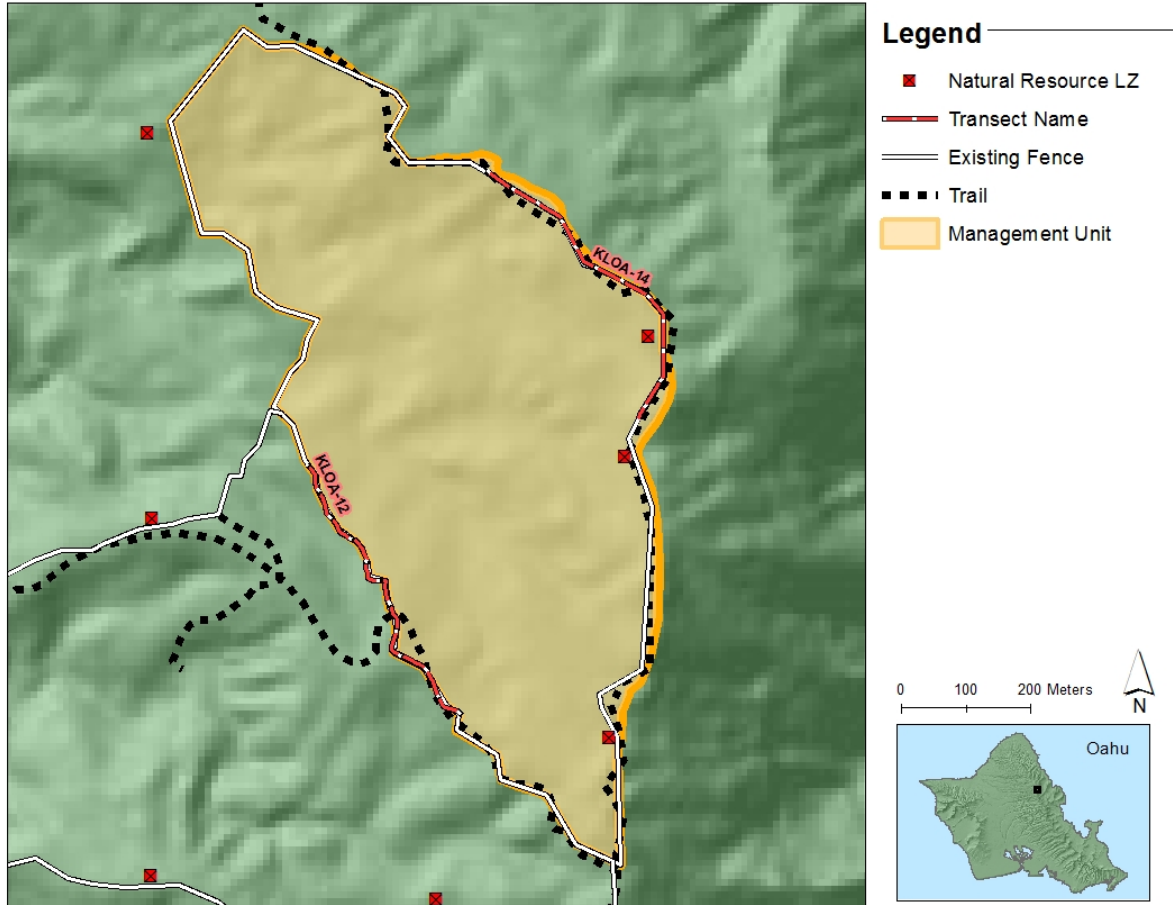 Legend
Natural Resource LZ
Transect Name
Existing Fence
Trail
Management Unit
KLOA-14
KLOA-12
0 100 200 Meters
N
Oahu